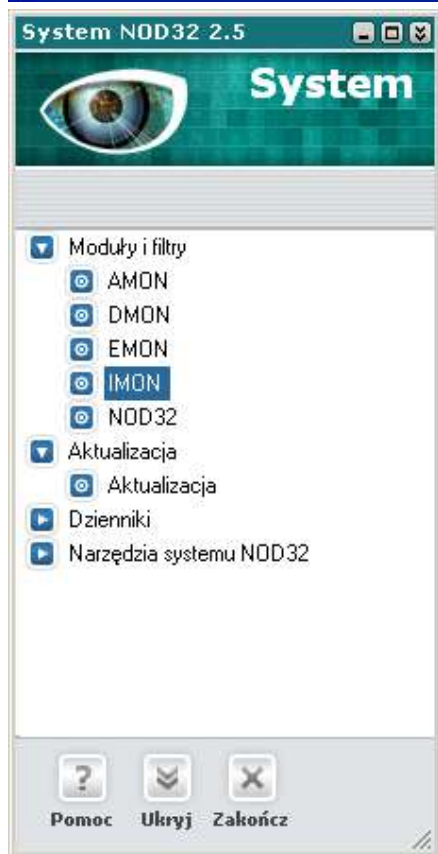 System NOD32 2.5
System
Moduły i filtry
AMON
DMON
EMON
IMON
NOD32
Aktualizacja
Aktualizacja
Dzienniki
Narzędzia systemu NOD32
?
Pomoc Ukryj Zakończ